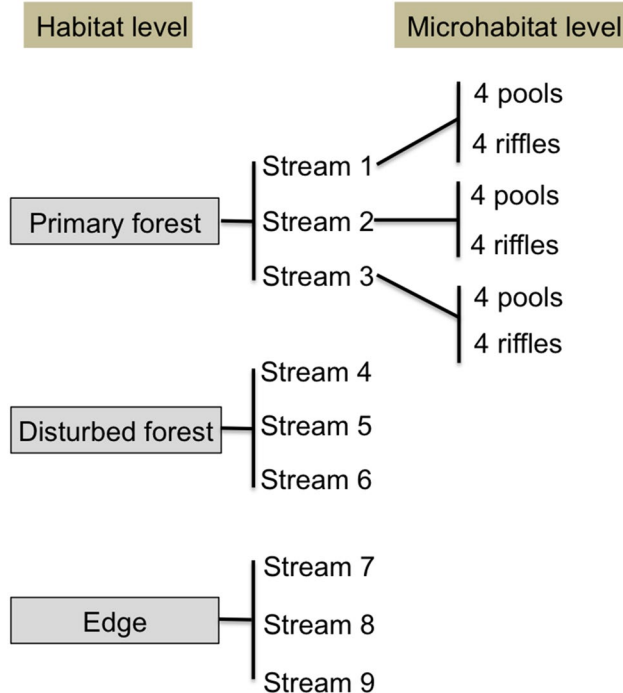 Habitat level
Microhabitat level
4 pools
4 riffles
Stream 1
Primary forest
Stream 2
4 pools
4 riffles
Stream 3
4 pools
4 riffles
Stream 4
Disturbed forest
Stream 5
Stream 6
Stream 7
Edge
Stream 8
Stream 9